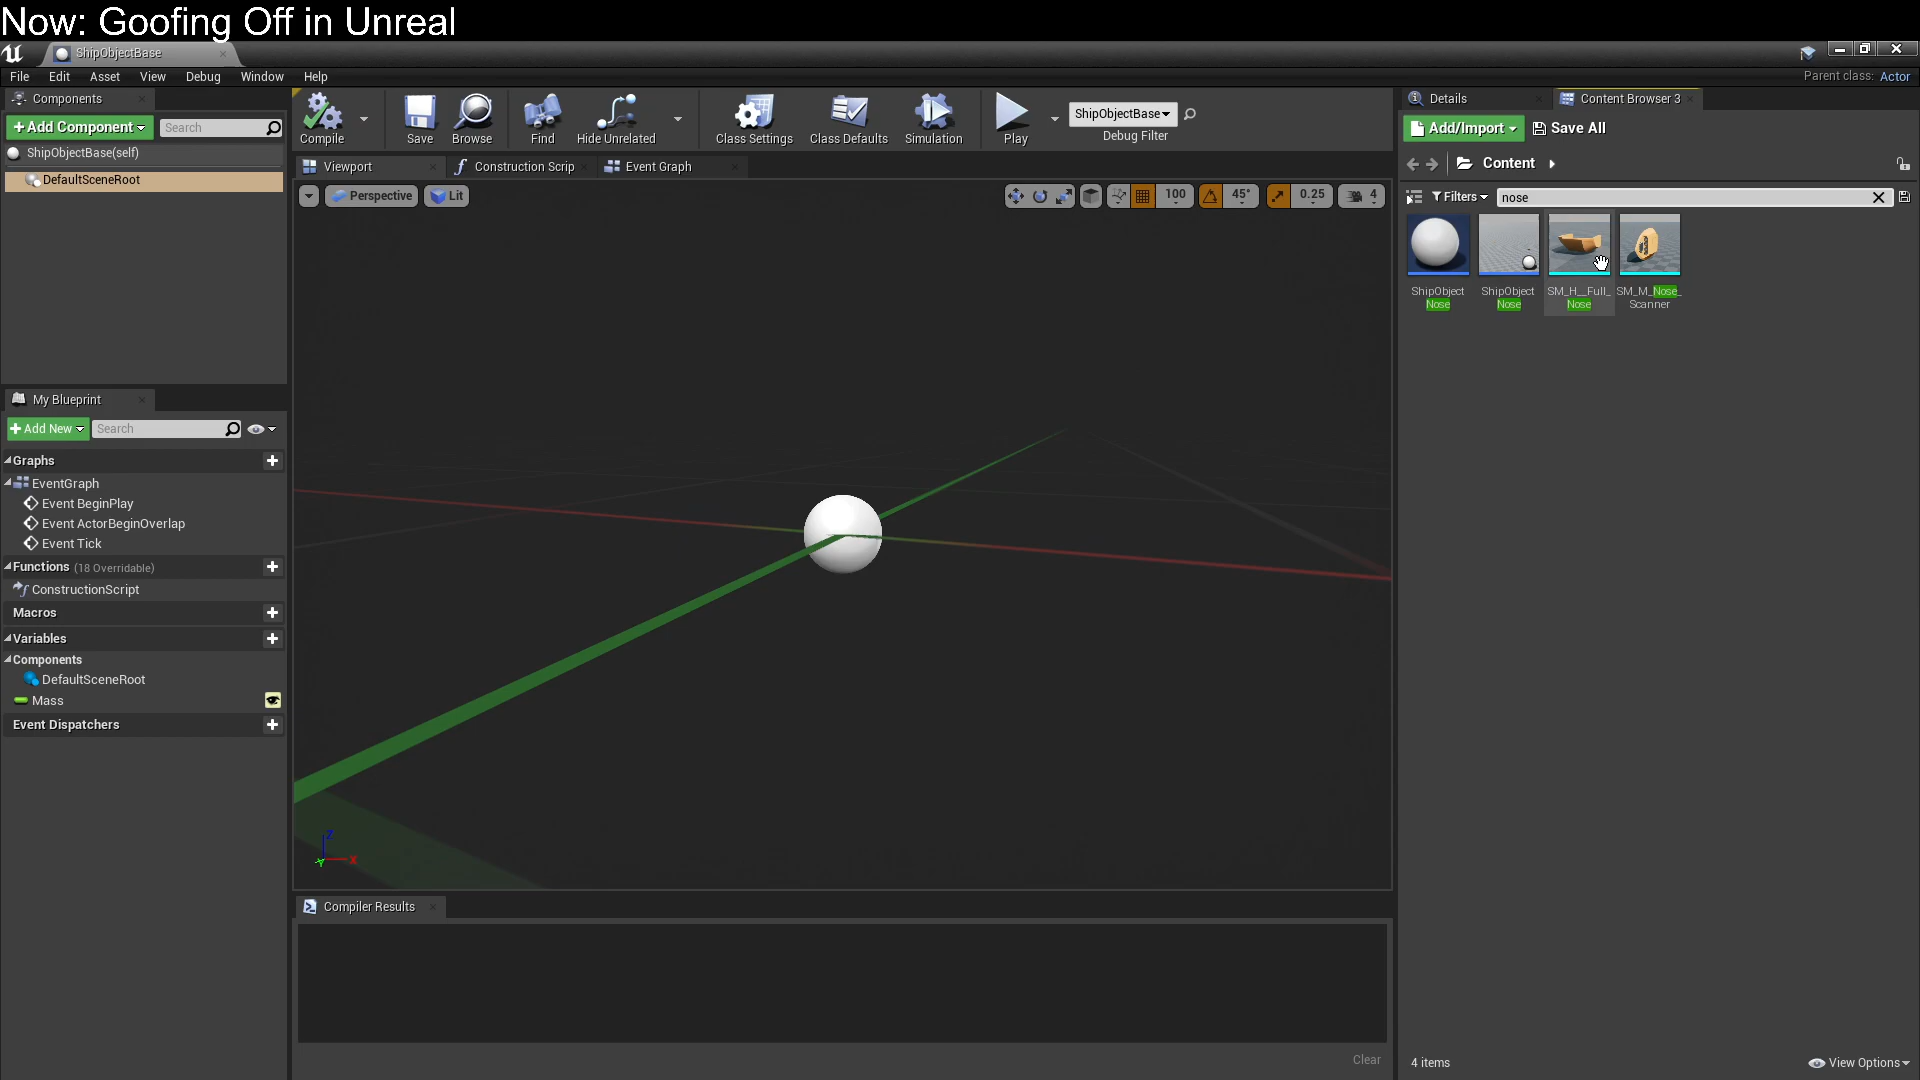 Now: Goofing Off in Unreal
ShipObjectBase
File Edit Asset View Debug Window Help
Parent class: Actor
Components
Add Component
Search
ShipObjectBase(self)
DefaultSceneRoot
Compile
Save
Browse
Find
Hide Unrelated
Class Settings
Class Defaults
Simulation
Play
ShipObjectBase
Debug Filter
Viewport
Construction Scrip
Event Graph
Perspective
Lit
100
45°
0.25
4
X
Z
Y
My Blueprint
Add New
Search
Graphs
EventGraph
Event BeginPlay
Event ActorBeginOverlap
Event Tick
Functions (18 Overridable)
ConstructionScript
Macros
Variables
Components
DefaultSceneRoot
Mass
Event Dispatchers
Compiler Results
Clear
Details
Content Browser 3
Add/Import
Save All
Content
Filters
nose
ShipObject
Nose
ShipObject
Nose
SM_H__Full_
Nose
SM_M_Nose_
Scanner
4 items
View Options